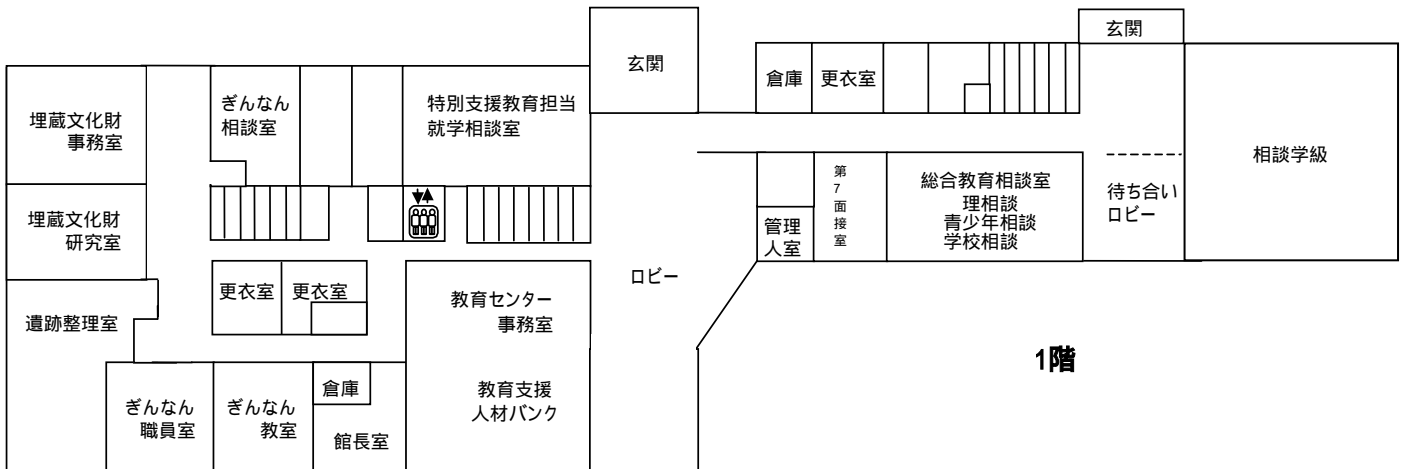 玄関
玄関
倉庫
更衣室
埋蔵文化財
事務室
ぎんなん
相談室
特別支援教育担当
就学相談室
相談学級
埋蔵文化財
研究室
第
7
面
接
室
総合教育相談室
理相談
青少年相談
学校相談
待ち合い
ロビー
管理
人室
遺跡整理室
更衣室
更衣室
教育センター
事務室
ロビー
1階
ぎんなん
職員室
ぎんなん
教室
倉庫
館長室
教育支援
人材バンク